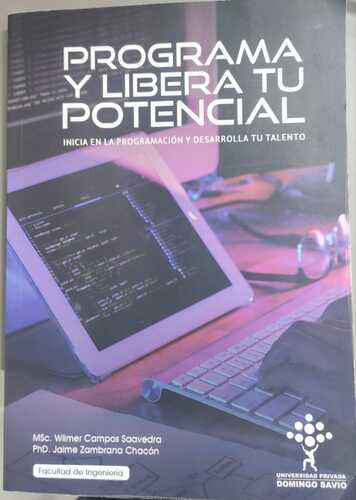 PROGRAMA
Y LIBERA TU
POTENCIAL
INICIA EN LA PROGRAMACIÓN Y DESARROLLA TU TALENTO
MSc. Wilmer Campos Saavedra
PhD. Jaime Zambrana Chacón
Facultad de Ingeniería
UNIVERSIDAD PRIVADA
DOMINGO SAVIO